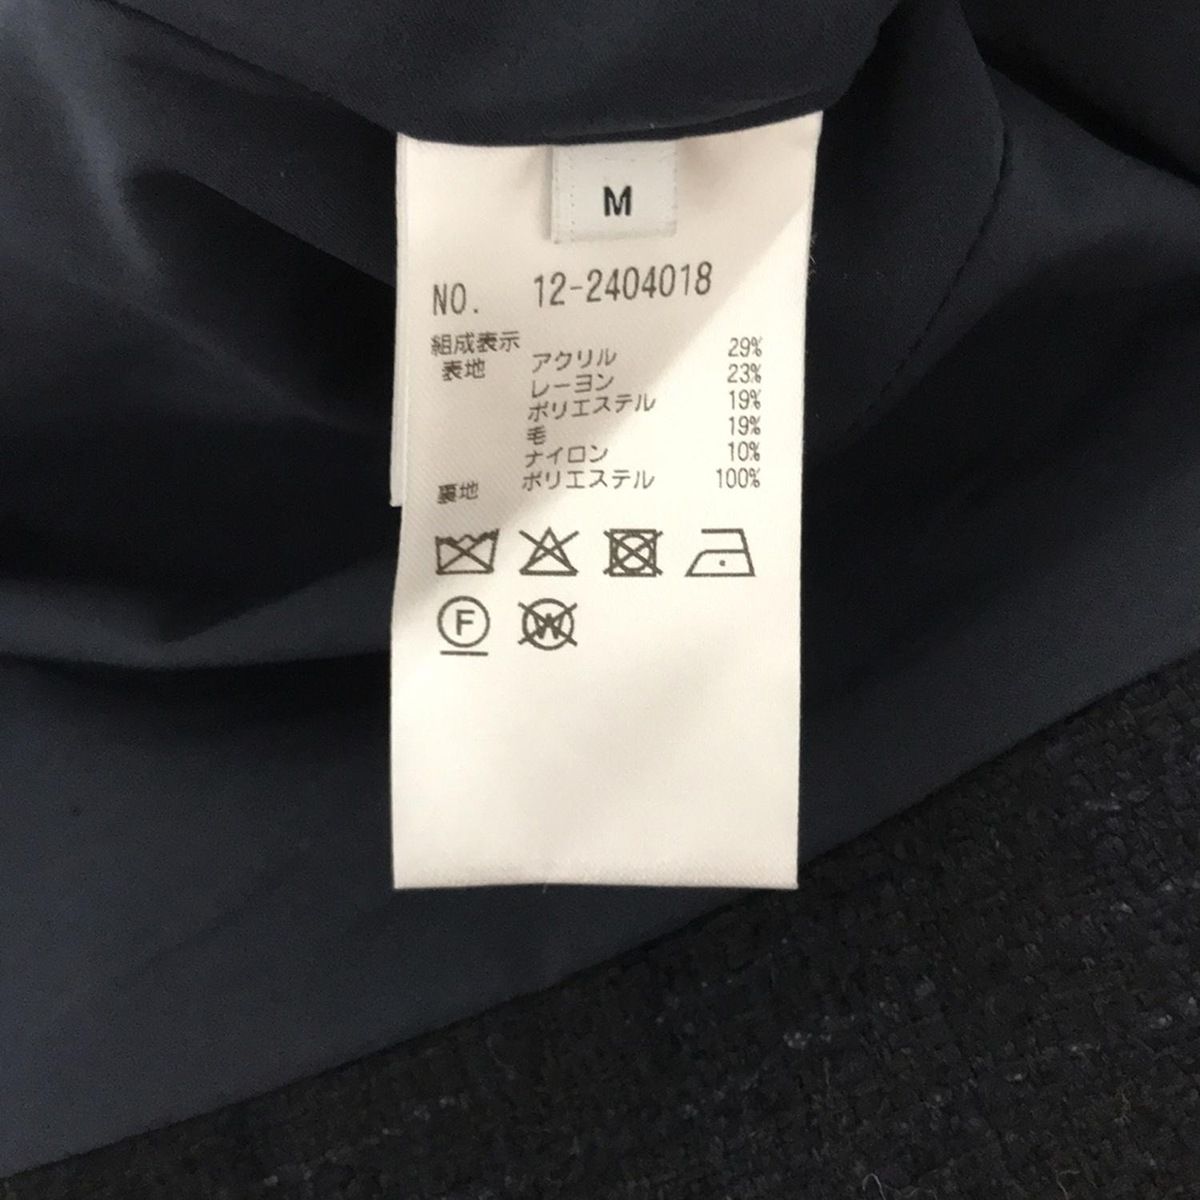 M
NO. 12-2404018
組成表示
表地 アクリル 29%
レーヨン 23%
ポリエステル 19%
毛 19%
ナイロン 10%
裏地 ポリエステル 100%
F W